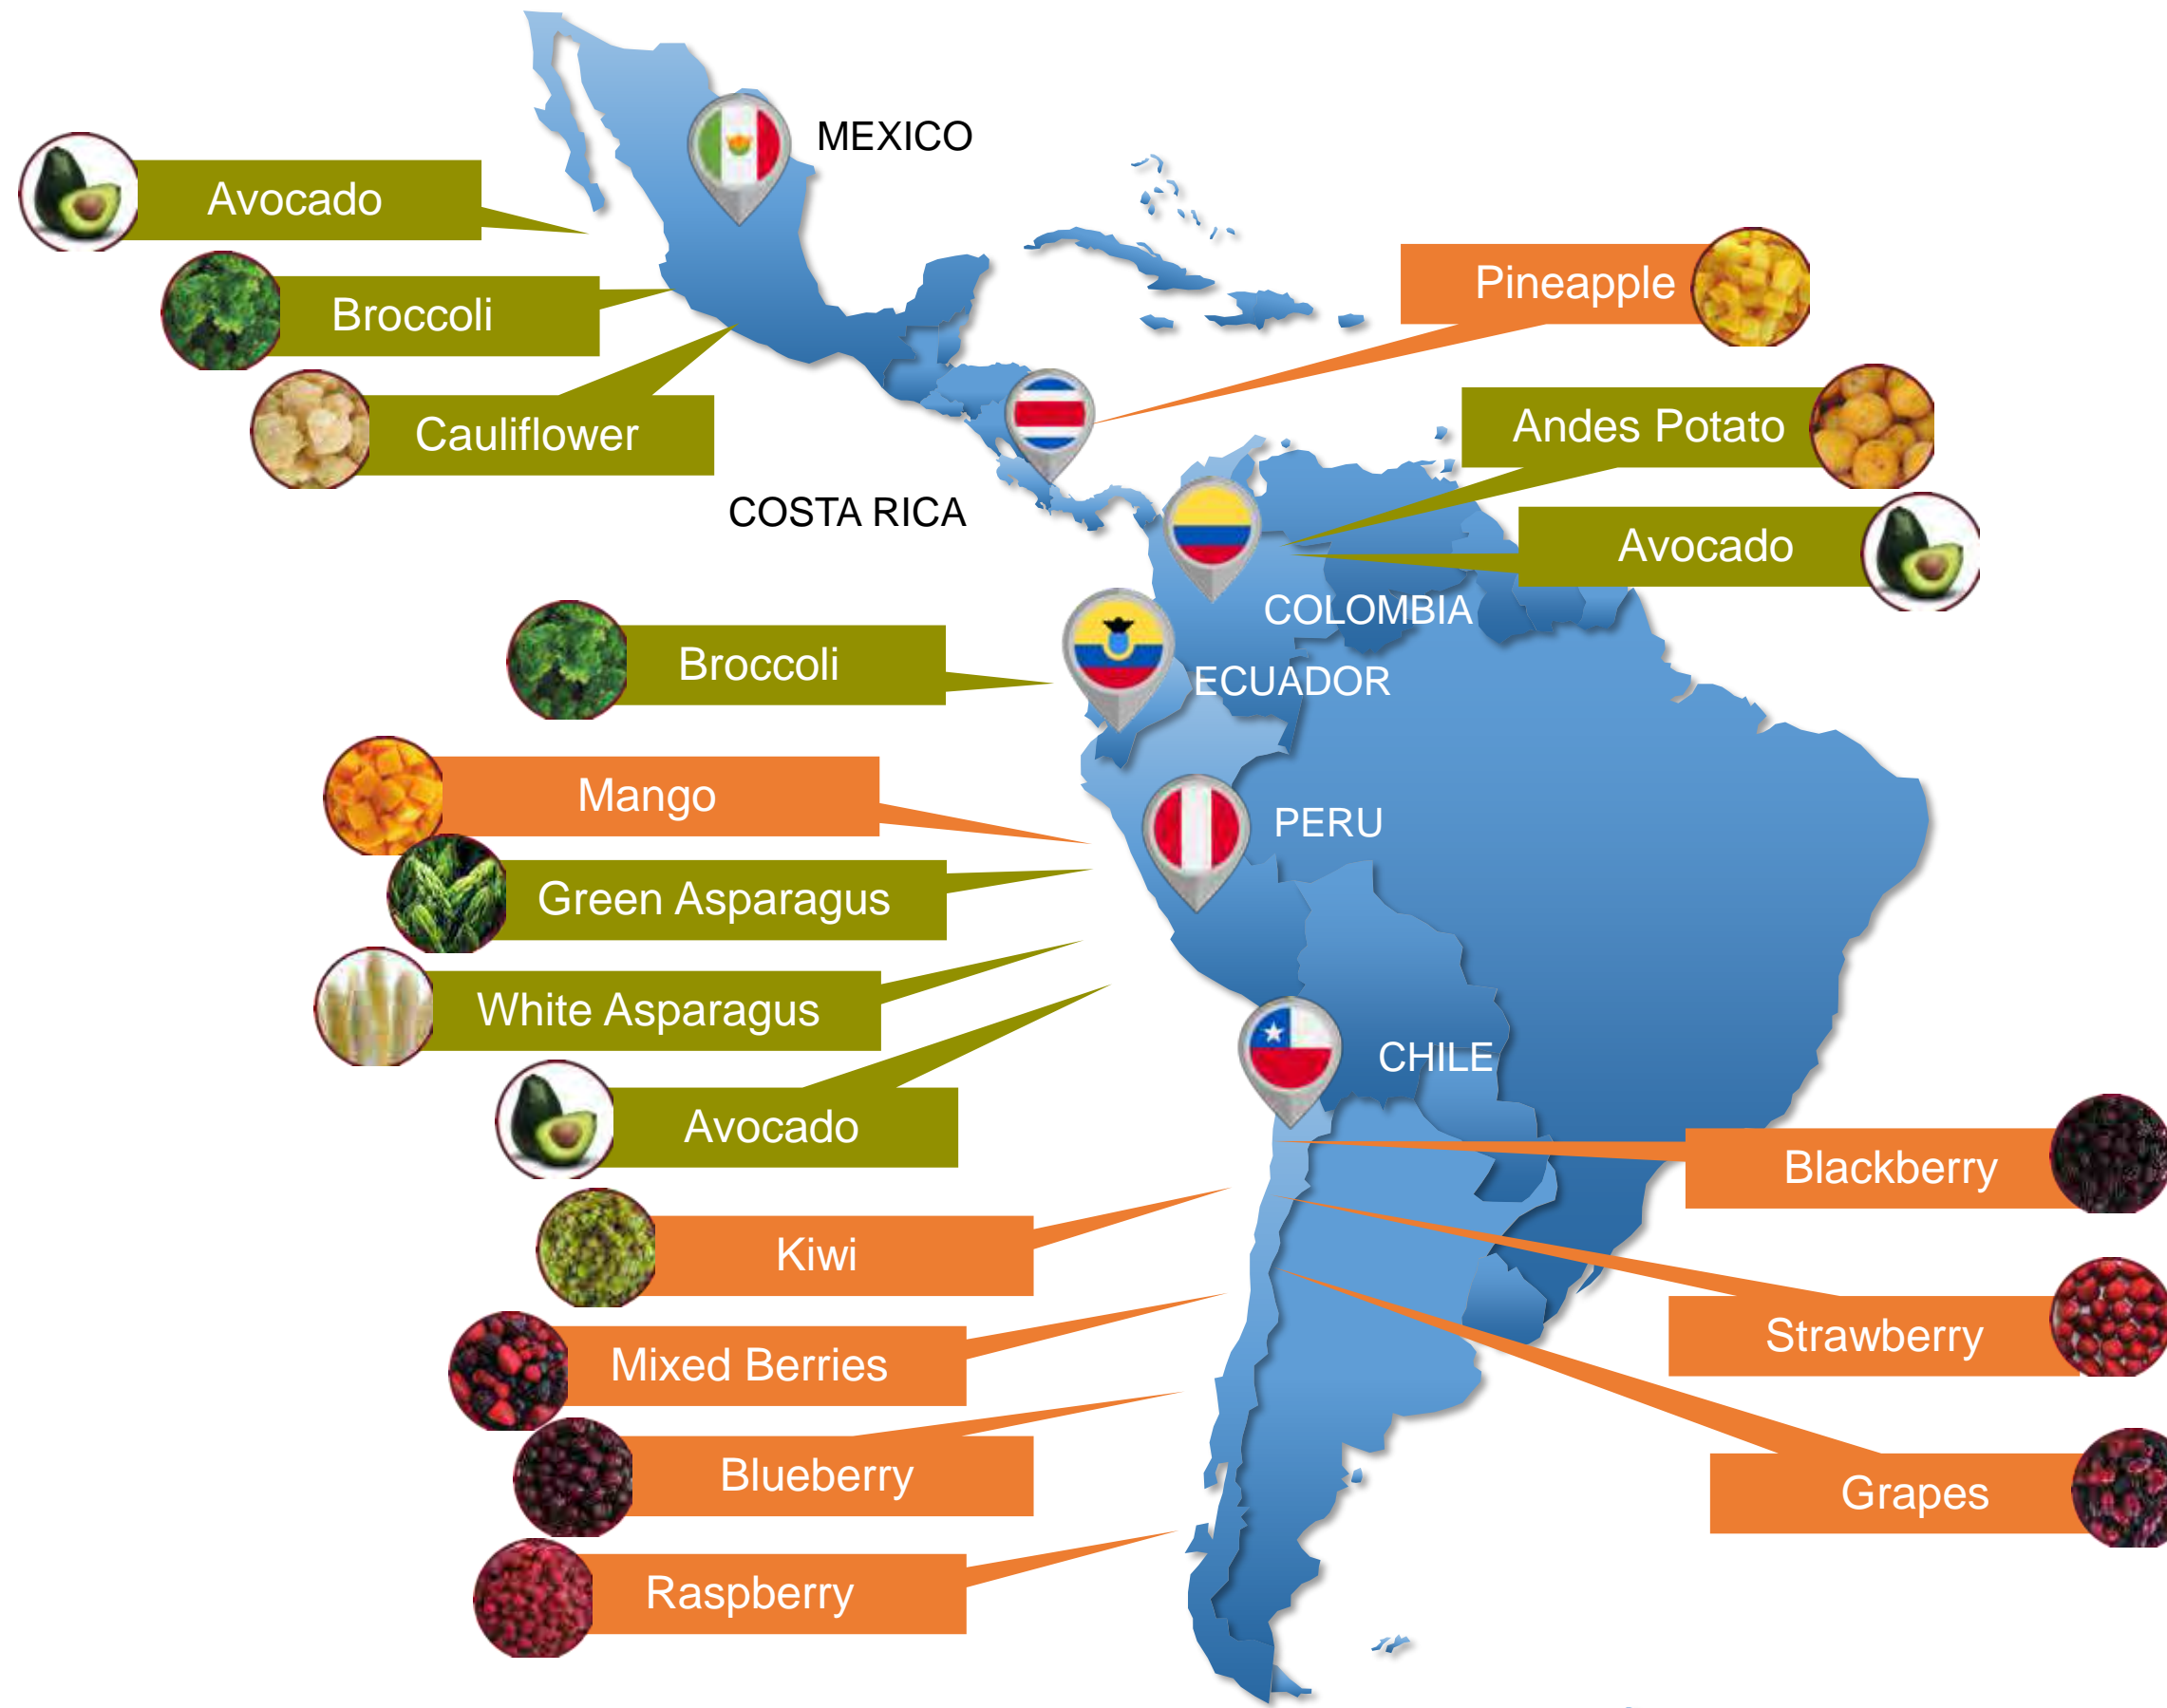 MEXICO
Avocado
Broccoli
Cauliflower
Pineapple
Andes Potato
Avocado
COSTA RICA
COLOMBIA
Broccoli
ECUADOR
Mango
PERU
Green Asparagus
White Asparagus
CHILE
Avocado
Blackberry
Kiwi
Strawberry
Mixed Berries
Blueberry
Grapes
Raspberry